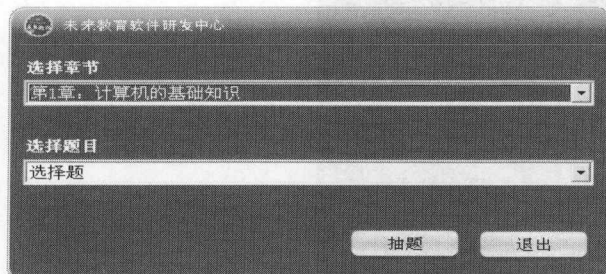 未来教育软件研发中心
选择章节
第1章：计算机的基础知识
选择题目
选择题
抽题
退出